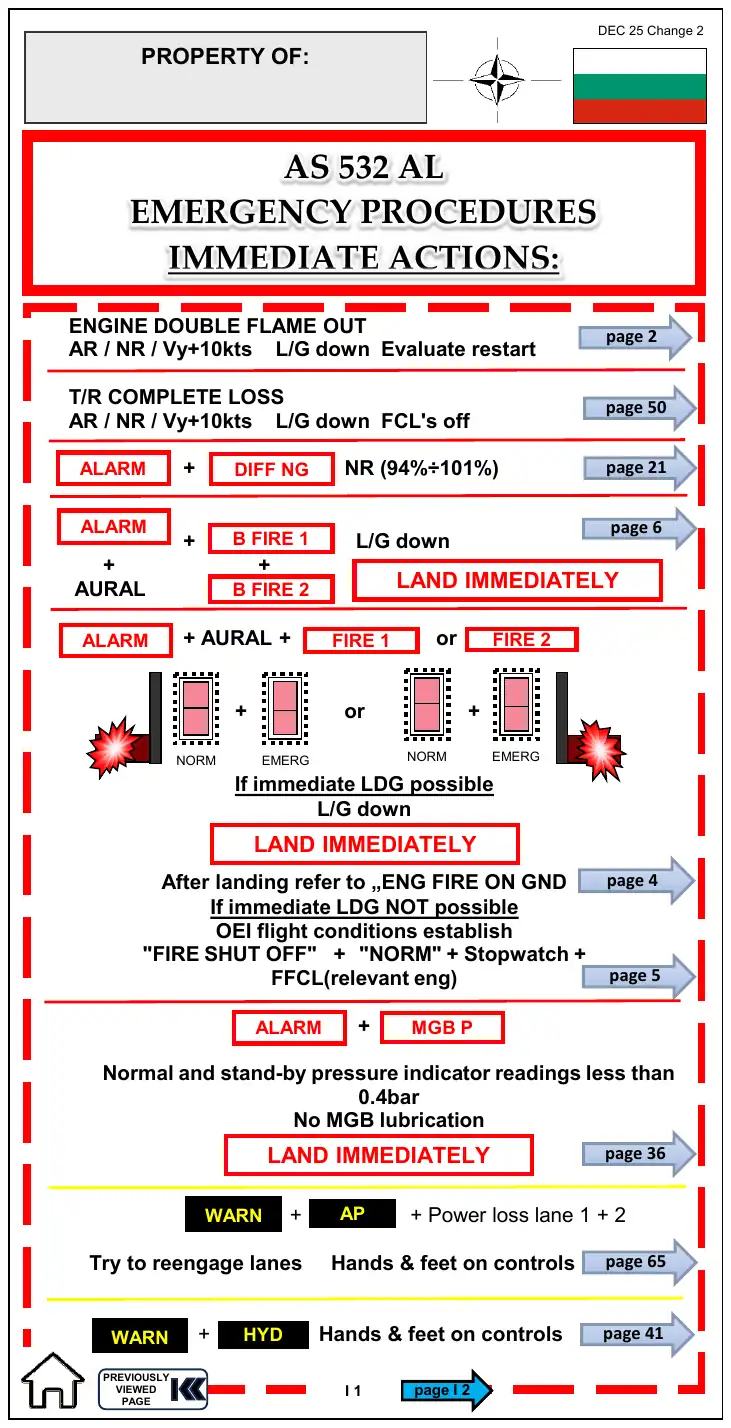 DEC 25 Change 2
PROPERTY OF:
AS 532 AL
EMERGENCY PROCEDURES
IMMEDIATE ACTIONS:
ENGINE DOUBLE FLAME OUT
AR / NR / Vy+10kts L/G down Evaluate restart page 2
T/R COMPLETE LOSS
AR / NR / Vy+10kts L/G down FCL's off page 50
ALARM + DIFF NG NR (94%÷101%) page 21
ALARM + B FIRE 1 L/G down page 6
+ +
AURAL B FIRE 2 LAND IMMEDIATELY
ALARM + AURAL + FIRE 1 or FIRE 2
+ or +
NORM EMERG NORM EMERG
If immediate LDG possible
L/G down
LAND IMMEDIATELY
After landing refer to „ENG FIRE ON GND page 4
If immediate LDG NOT possible
OEI flight conditions establish
"FIRE SHUT OFF" + "NORM" + Stopwatch +
FFCL(relevant eng) page 5
ALARM + MGB P
Normal and stand-by pressure indicator readings less than
0.4bar
No MGB lubrication
LAND IMMEDIATELY page 36
WARN + AP + Power loss lane 1 + 2
Try to reengage lanes Hands & feet on controls page 65
WARN + HYD Hands & feet on controls page 41
PREVIOUSLY
VIEWED
PAGE
I 1
page I 2